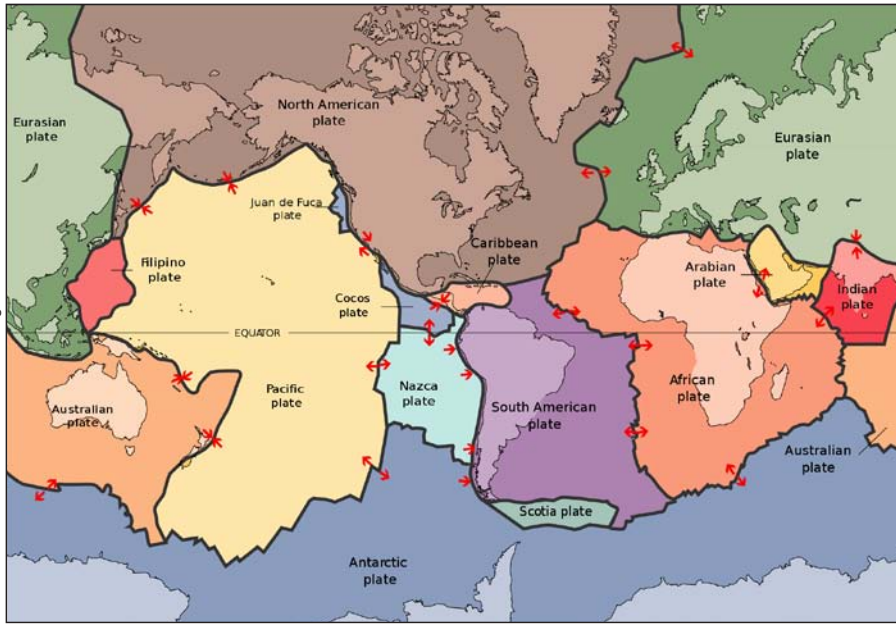 North American
plate
Eurasian
plate
Eurasian
plate
Juan de Fuca
plate
Caribbean
plate
Filipino
plate
Arabian
plate
Cocos
plate
Indian
plate
EQUATOR
Nazca
plate
Pacific
plate
African
plate
South American
plate
Australian
plate
Australian
plate
Scotia plate
Antarctic
plate